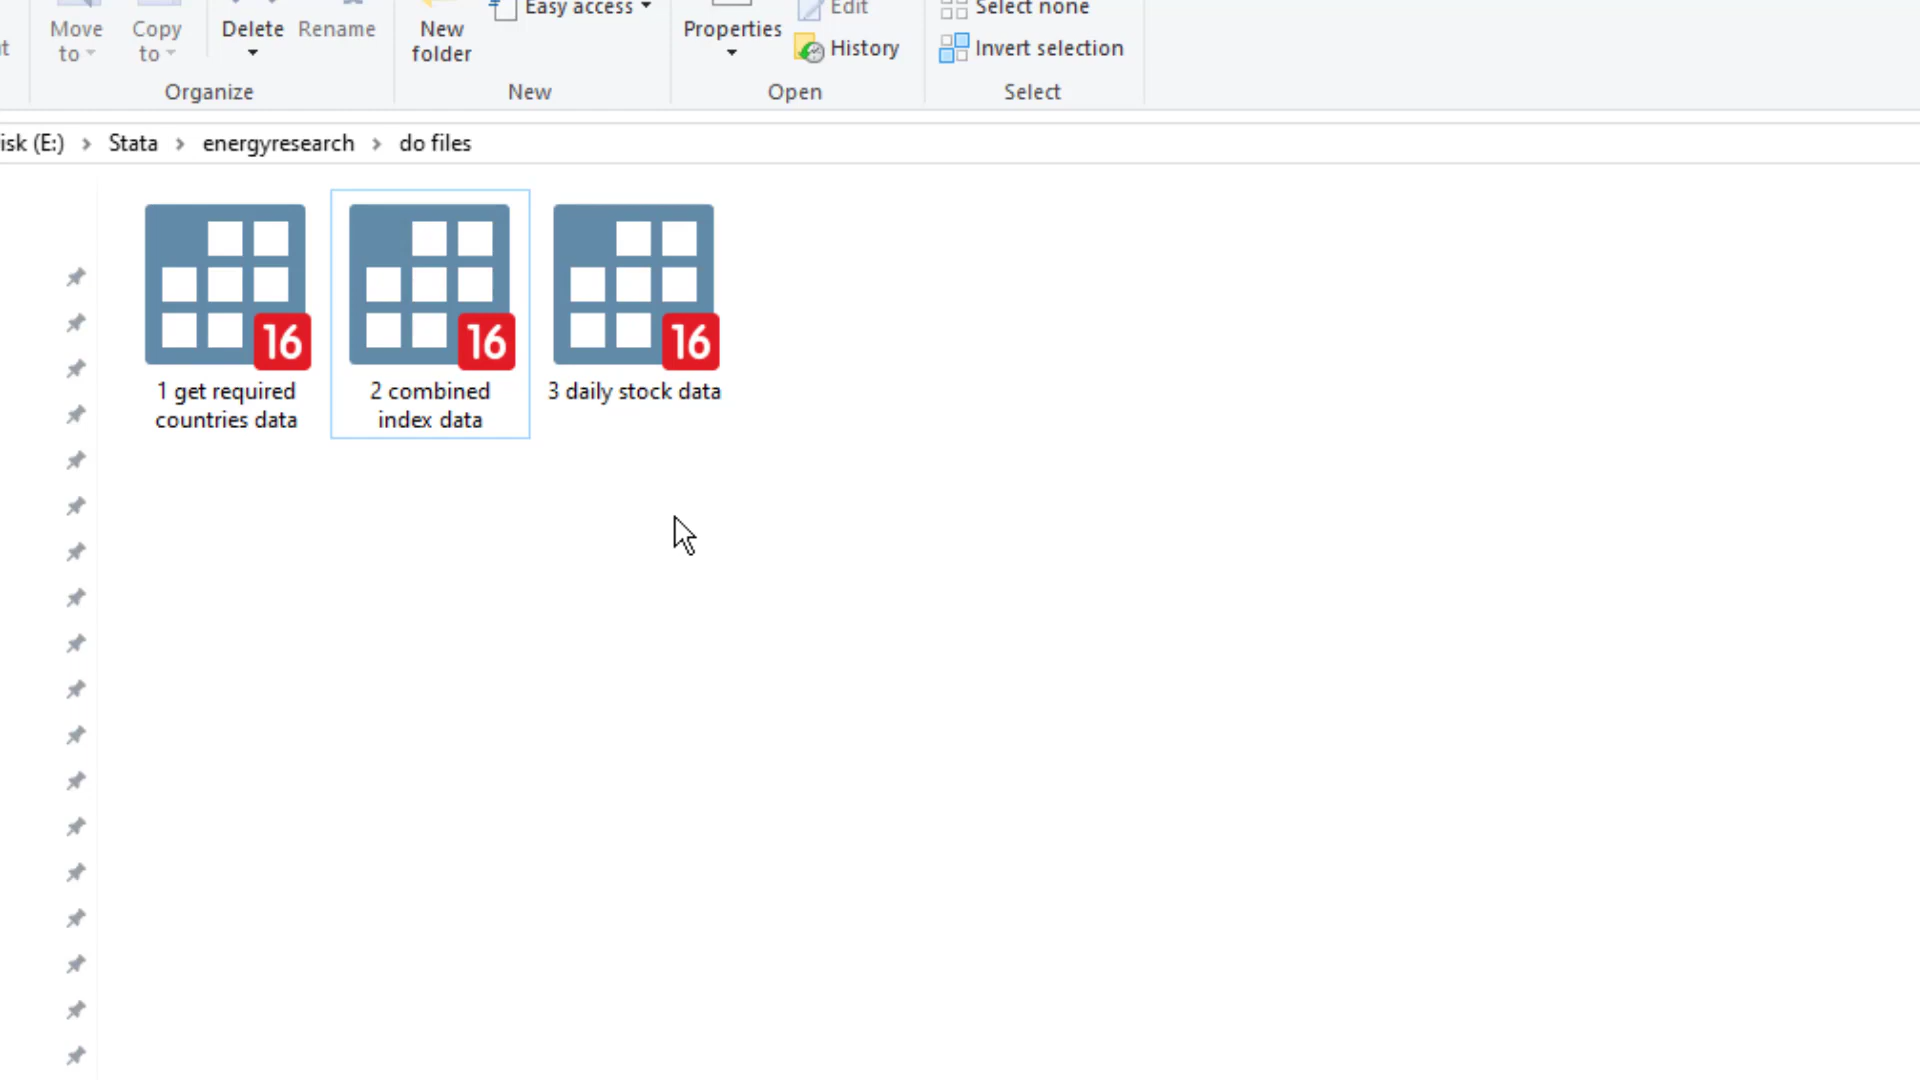 Easy access
Edit
Select none
Move to
Copy to
Delete
Rename
New folder
Properties
History
Invert selection
Organize
New
Open
Select
isk (E:) > Stata > energyresearch > do files
16
16
16
1 get required
countries data
2 combined
index data
3 daily stock data